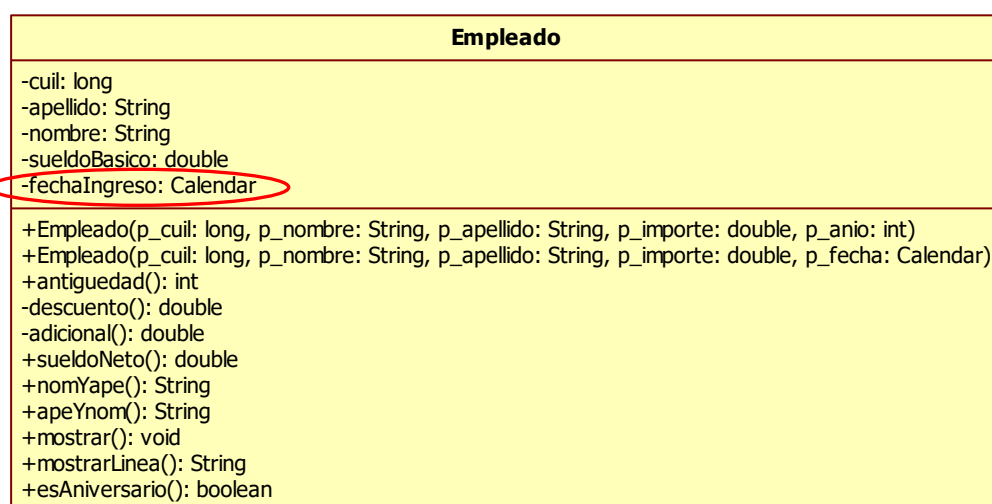 Empleado
-cuil: long
-apellido: String
-nombre: String
-sueldoBasico: double
-fechaIngreso: Calendar
+Empleado(p_cuil: long, p_nombre: String, p_apellido: String, p_importe: double, p_anio: int)
+Empleado(p_cuil: long, p_nombre: String, p_apellido: String, p_importe: double, p_fecha: Calendar)
+antiguedad(): int
-descuento(): double
-adicional(): double
+sueldoNeto(): double
+nomYape(): String
+apeYnom(): String
+mostrar(): void
+mostrarLinea(): String
+esAniversario(): boolean